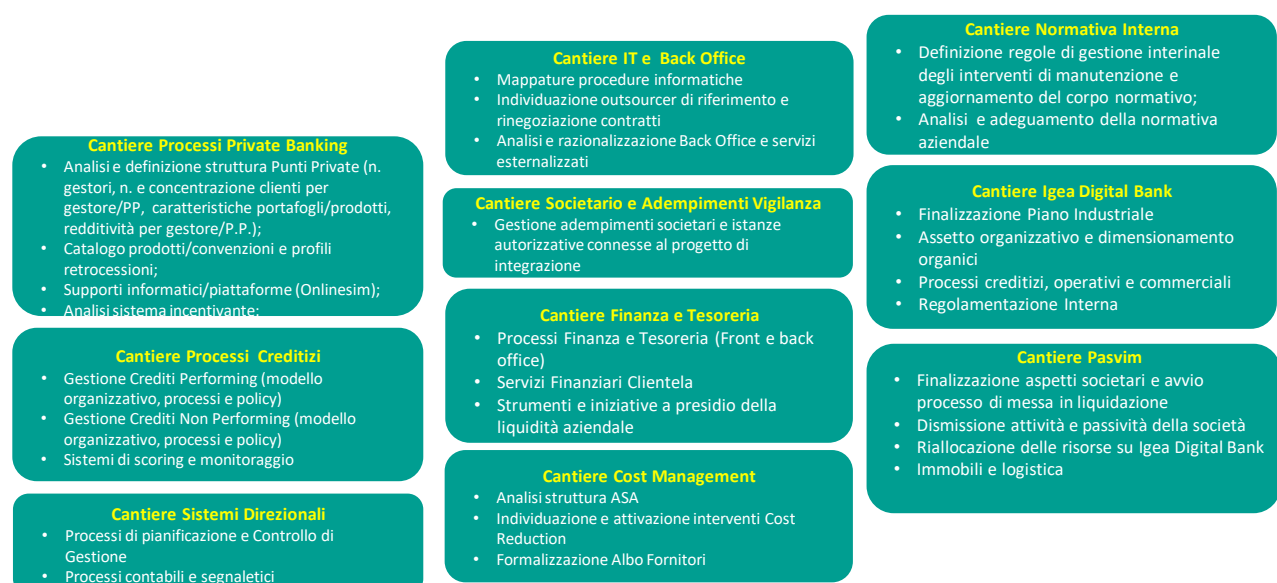 Cantiere Processi Private Banking
• Analisi e definizione struttura Punti Private (n.
gestori, n. e concentrazione clienti per
gestore/PP, caratteristiche portafogli/prodotti,
redditività per gestore/P.P.);
• Catalogo prodotti/convenzioni e profili
retrocessioni;
• Supporti informatici/piattaforme (Onlinesim);
• Analisi sistema incentivante;
Cantiere Processi Creditizi
• Gestione Crediti Performing (modello
organizzativo, processi e policy)
• Gestione Crediti Non Performing (modello
organizzativo, processi e policy)
• Sistemi di scoring e monitoraggio
Cantiere Sistemi Direzionali
• Processi di pianificazione e Controllo di
Gestione
• Processi contabili e segnaletici
Cantiere IT e Back Office
• Mappature procedure informatiche
• Individuazione outsourcer di riferimento e
rinegoziazione contratti
• Analisi e razionalizzazione Back Office e servizi
esternalizzati
Cantiere Societario e Adempimenti Vigilanza
• Gestione adempimenti societari e istanze
autorizzative connesse al progetto di
integrazione
Cantiere Finanza e Tesoreria
• Processi Finanza e Tesoreria (Front e back
office)
• Servizi Finanziari Clientela
• Strumenti e iniziative a presidio della
liquidità aziendale
Cantiere Cost Management
• Analisi struttura ASA
• Individuazione e attivazione interventi Cost
Reduction
• Formalizzazione Albo Fornitori
Cantiere Normativa Interna
• Definizione regole di gestione interinale
degli interventi di manutenzione e
aggiornamento del corpo normativo;
• Analisi e adeguamento della normativa
aziendale
Cantiere Igea Digital Bank
• Finalizzazione Piano Industriale
• Assetto organizzativo e dimensionamento
organici
• Processi creditizi, operativi e commerciali
• Regolamentazione Interna
Cantiere Pasvim
• Finalizzazione aspetti societari e avvio
processo di messa in liquidazione
• Dismissione attività e passività della società
• Riallocazione delle risorse su Igea Digital Bank
• Immobili e logistica